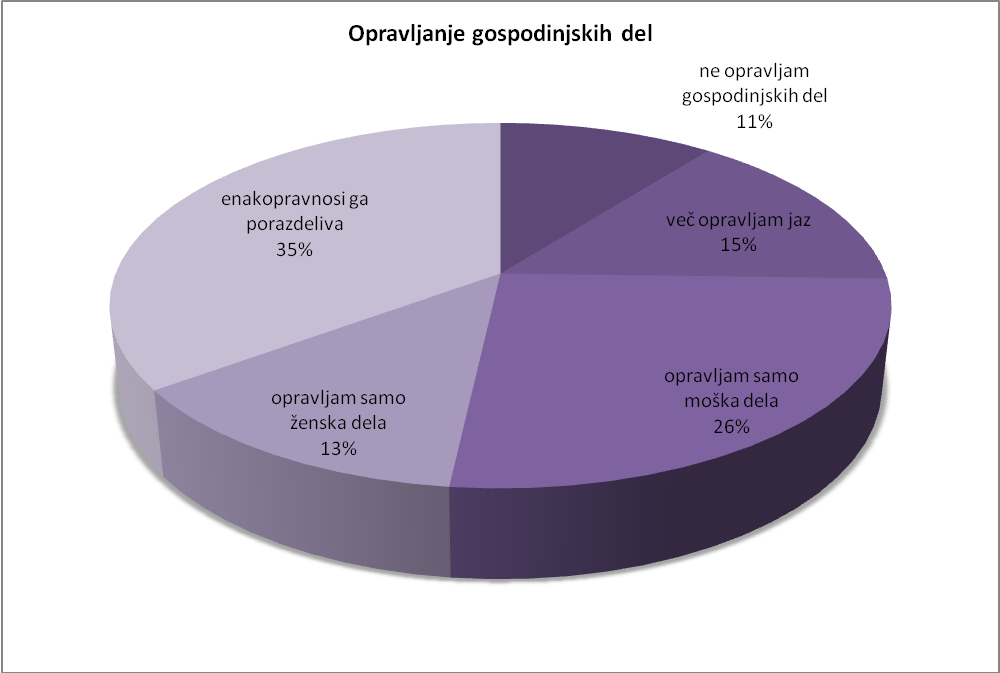 Opravljanje gospodinjskih del
ne opravljam
gospodinjskih del
11%
več opravljam jaz
15%
opravljam samo
moška dela
26%
opravljam samo
ženska dela
13%
enakopravnosi ga
porazdeliva
35%